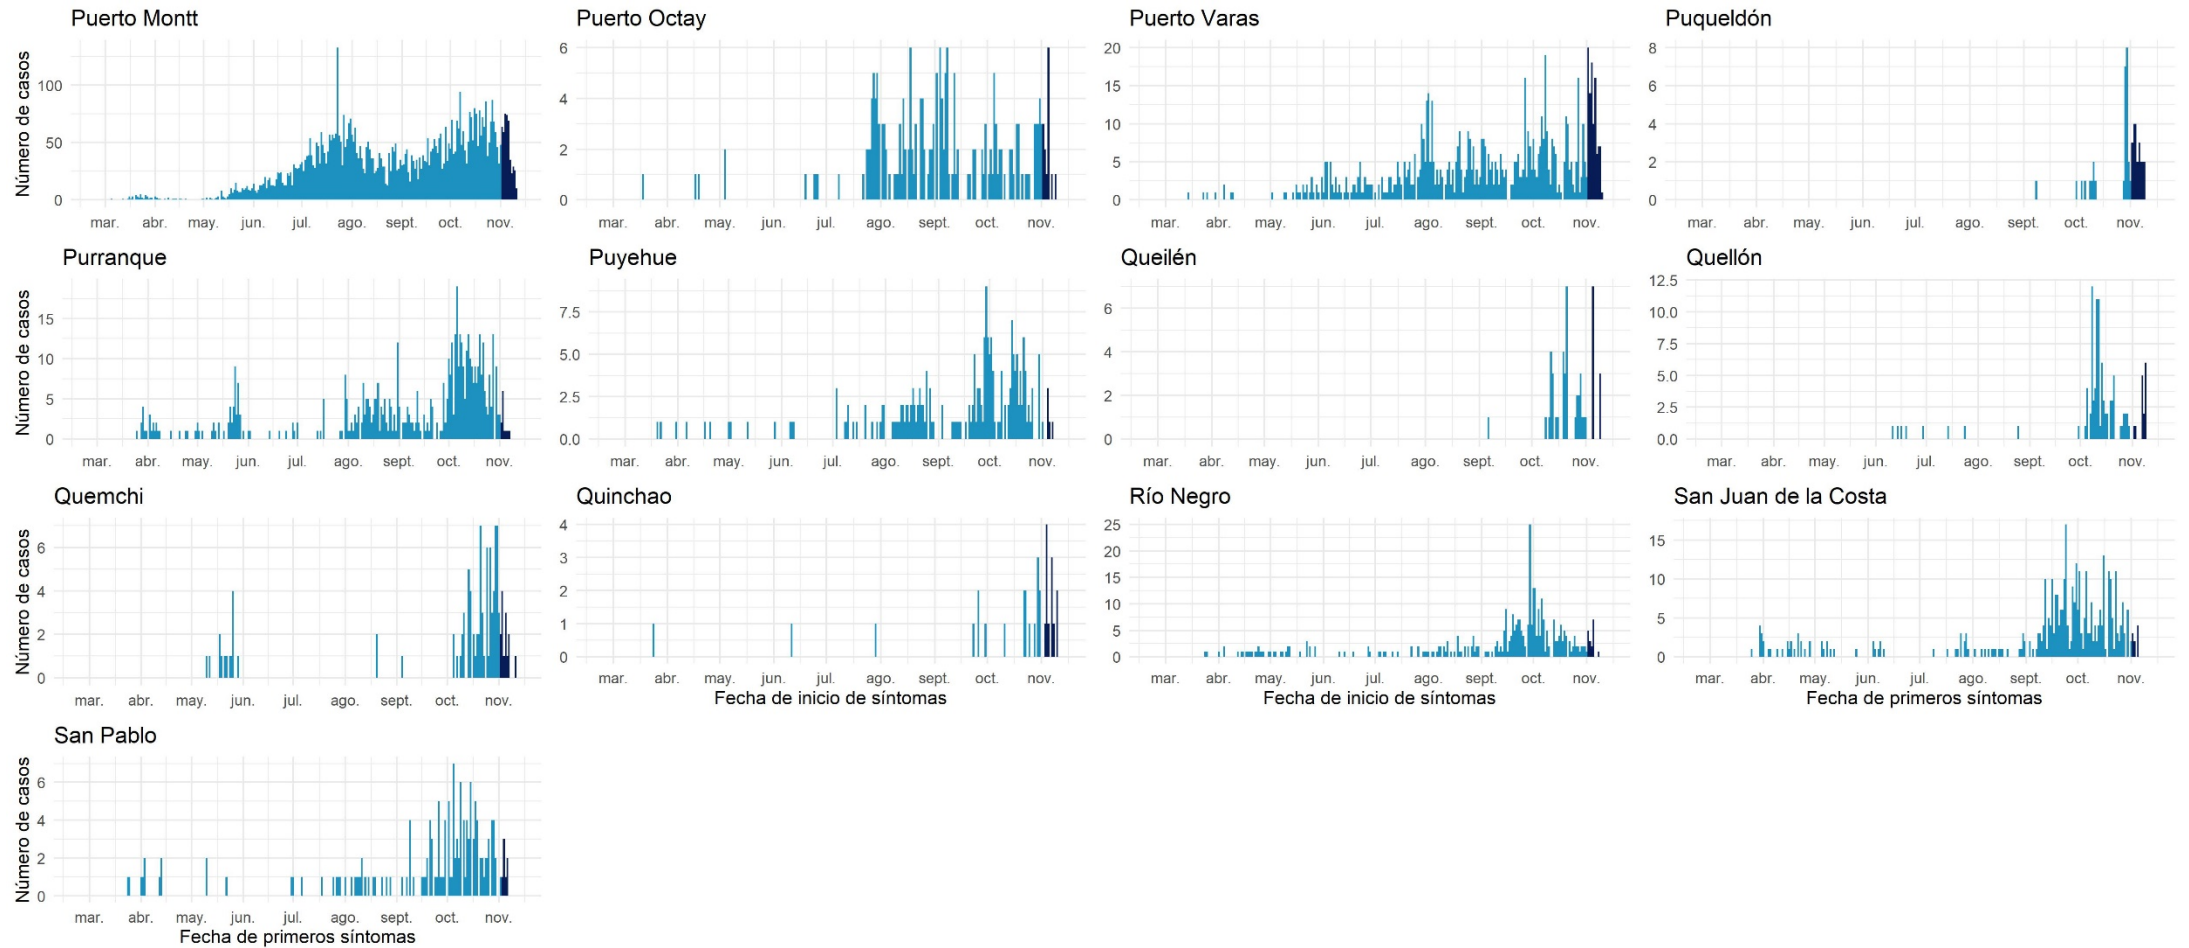 Puerto Montt
Número de casos
100
50
0
mar. abr. may. jun. jul. ago. sept. oct. nov.
Puerto Octay
6
4
2
0
mar. abr. may. jun. jul. ago. sept. oct. nov.
Puerto Varas
20
15
10
5
0
mar. abr. may. jun. jul. ago. sept. oct. nov.
Puqueldón
8
6
4
2
0
mar. abr. may. jun. jul. ago. sept. oct. nov.
Purranque
Número de casos
15
10
5
0
mar. abr. may. jun. jul. ago. sept. oct. nov.
Puyehue
7.5
5.0
2.5
0.0
mar. abr. may. jun. jul. ago. sept. oct. nov.
Queilén
6
4
2
0
mar. abr. may. jun. jul. ago. sept. oct. nov.
Quellón
12.5
10.0
7.5
5.0
2.5
0.0
mar. abr. may. jun. jul. ago. sept. oct. nov.
Quemchi
Número de casos
6
4
2
0
mar. abr. may. jun. jul. ago. sept. oct. nov.
Quinchao
4
3
2
1
0
mar. abr. may. jun. jul. ago. sept. oct. nov.
Fecha de inicio de síntomas
Río Negro
25
20
15
10
5
0
mar. abr. may. jun. jul. ago. sept. oct. nov.
Fecha de inicio de síntomas
San Juan de la Costa
15
10
5
0
mar. abr. may. jun. jul. ago. sept. oct. nov.
Fecha de primeros síntomas
San Pablo
Número de casos
6
4
2
0
mar. abr. may. jun. jul. ago. sept. oct. nov.
Fecha de primeros síntomas